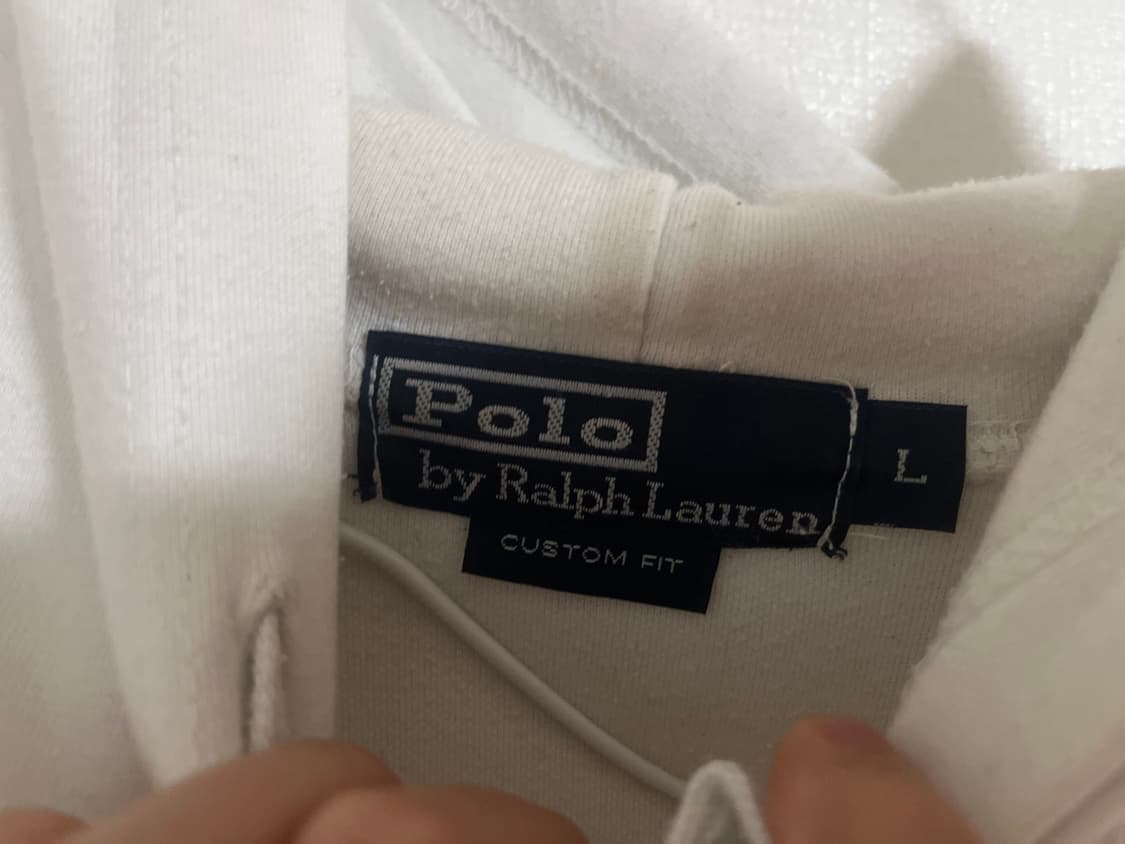 Polo
by Ralph Lauren
L
CUSTOM FIT